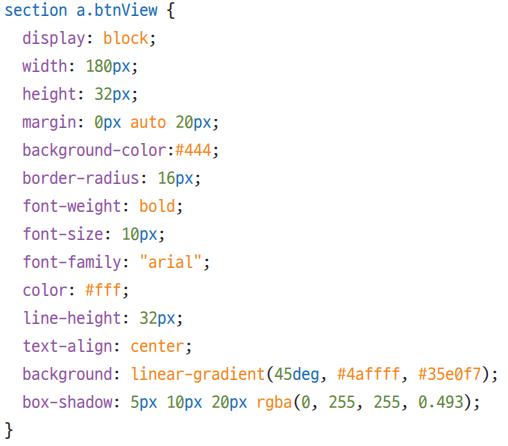 section a.btnView {
display: block;
width: 180px;
height: 32px;
margin: 0px auto 20px;
background-color:#444;
border-radius: 16px;
font-weight: bold;
font-size: 10px;
font-family: "arial";
color: #fff;
line-height: 32px;
text-align: center;
background: linear-gradient(45deg, #4affff, #35e0f7);
box-shadow: 5px 10px 20px rgba(0, 255, 255, 0.493);
}